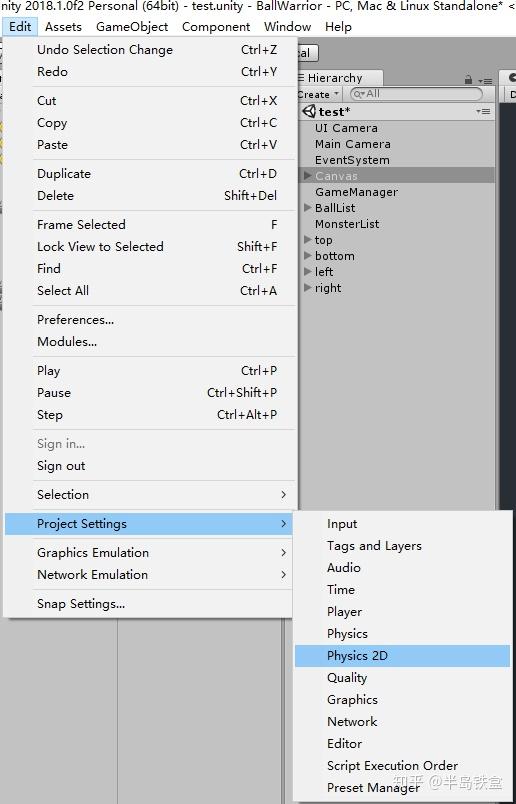 nity 2018.1.0f2 Personal (64bit) - test.unity - BallWarrior - PC, Mac & Linux Standalone* <
Edit Assets GameObject Component Window Help
Undo Selection Change Ctrl+Z
Redo Ctrl+Y
Cut Ctrl+X
Copy Ctrl+C
Paste Ctrl+V
Duplicate Ctrl+D
Delete Shift+Del
Frame Selected F
Lock View to Selected Shift+F
Find Ctrl+F
Select All Ctrl+A
Preferences...
Modules...
Play Ctrl+P
Pause Ctrl+Shift+P
Step Ctrl+Alt+P
Sign in...
Sign out
Selection
Project Settings
Graphics Emulation
Network Emulation
Snap Settings...
al
Hierarchy
Create All
test*
UI Camera
Main Camera
EventSystem
Canvas
GameManager
BallList
MonsterList
top
bottom
left
right
Input
Tags and Layers
Audio
Time
Player
Physics
Physics 2D
Quality
Graphics
Network
Editor
Script Execution Order
Preset Manager
知乎 @半岛铁盒